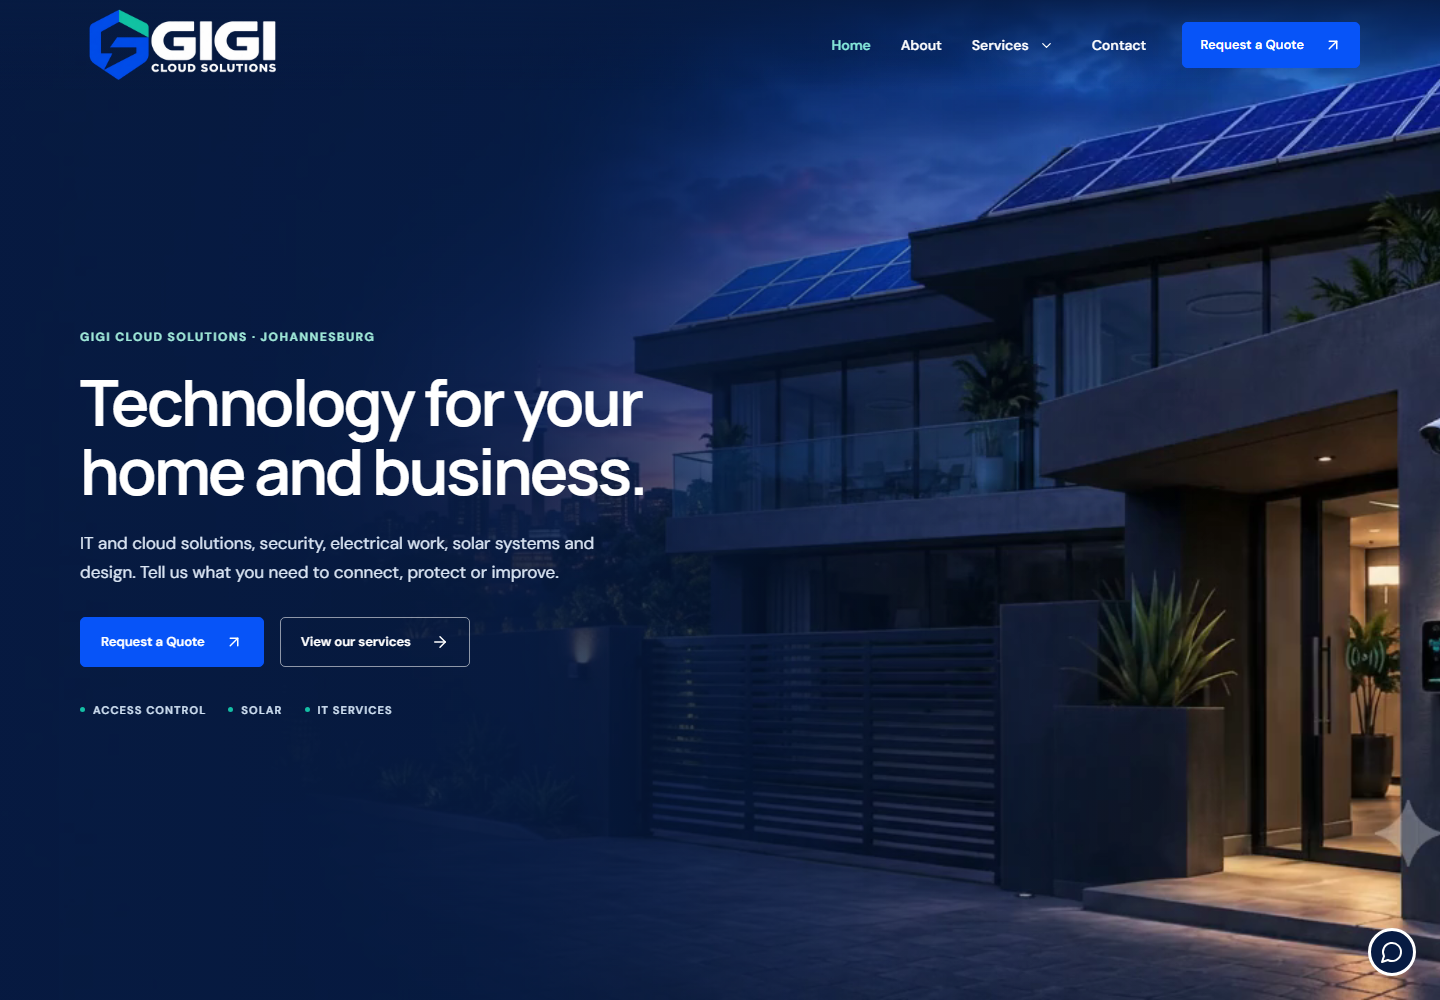 GIGI
CLOUD SOLUTIONS
Home
About
Services
Contact
Request a Quote
GIGI CLOUD SOLUTIONS · JOHANNESBURG
Technology for your
home and business.
IT and cloud solutions, security, electrical work, solar systems and
design. Tell us what you need to connect, protect or improve.
Request a Quote
View our services
ACCESS CONTROL
SOLAR
IT SERVICES